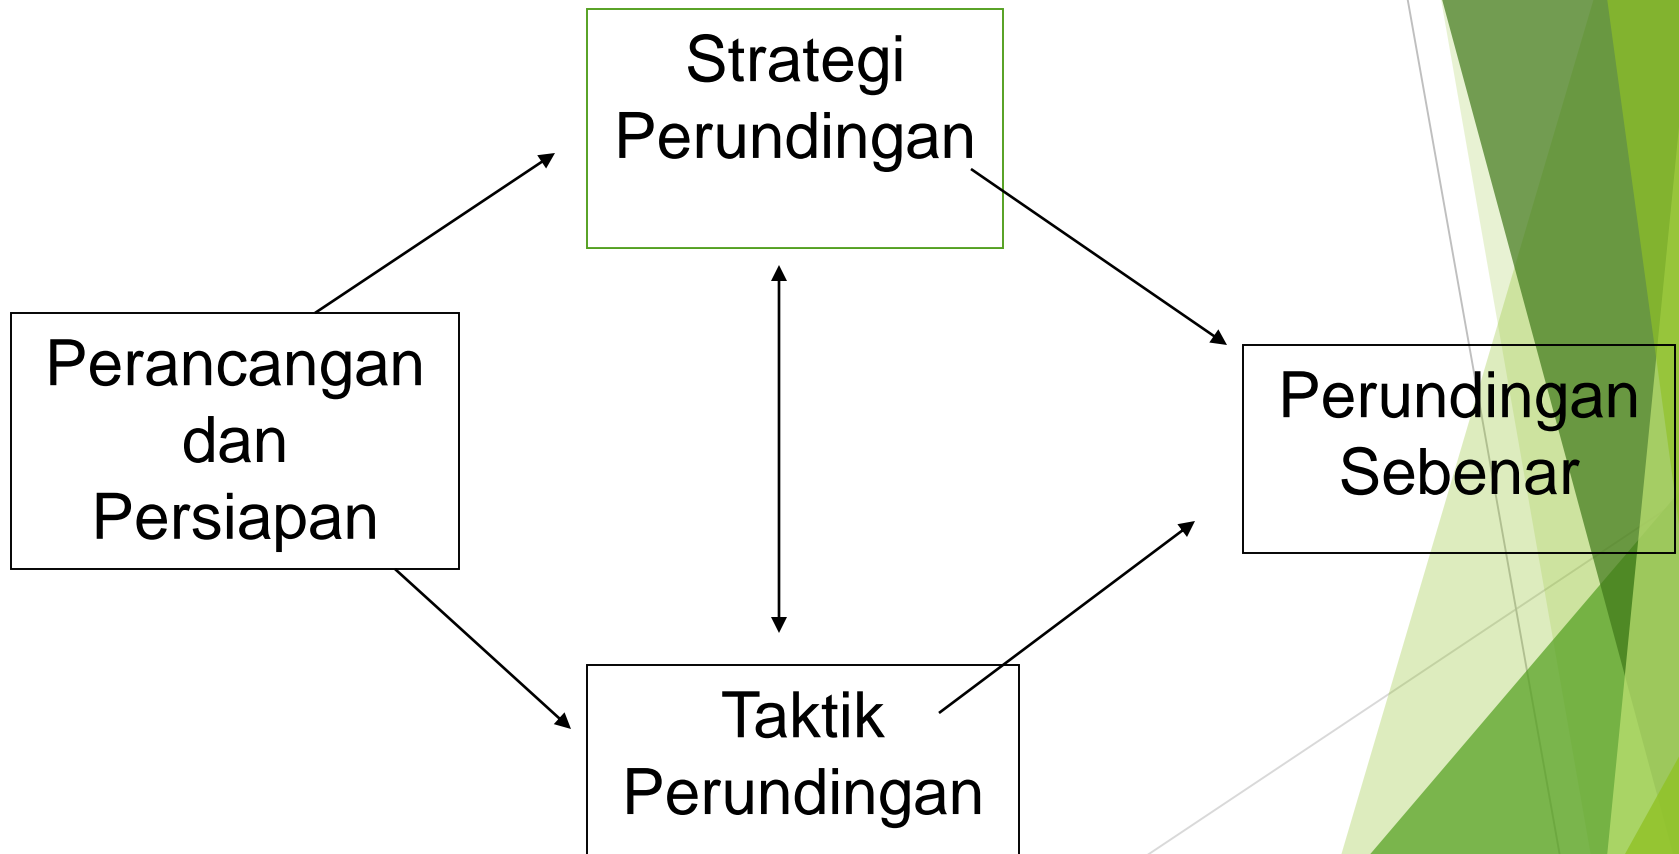 Strategi
Perundingan
Perancangan
dan
Persiapan
Perundingan
Sebenar
Taktik
Perundingan